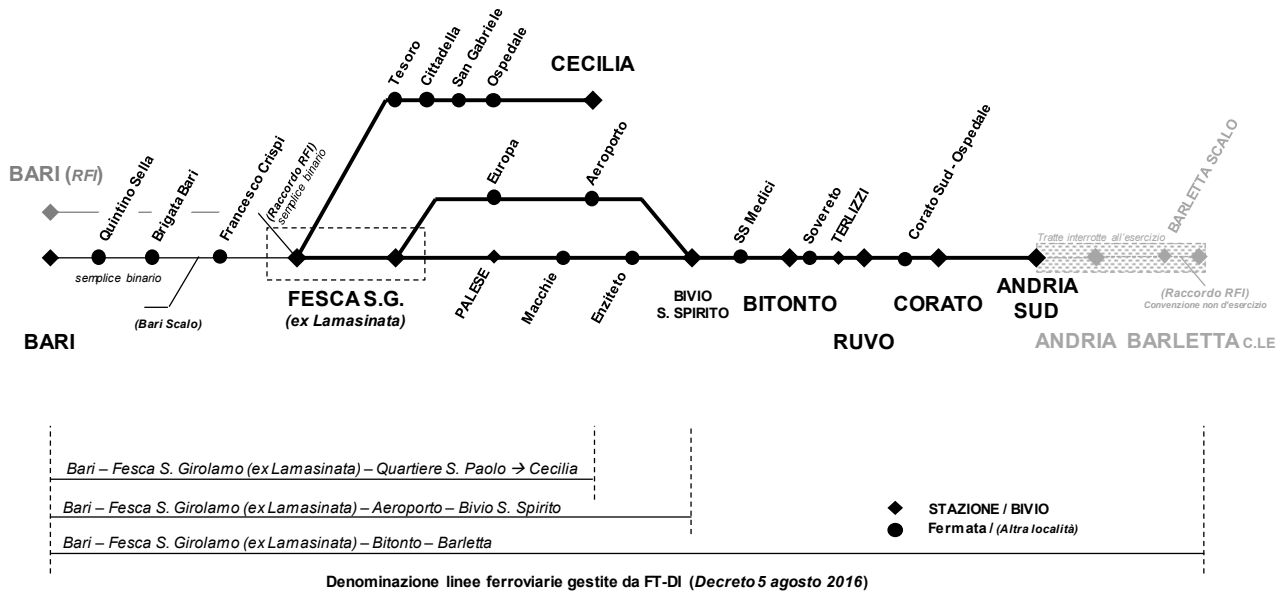 Tesoro
Cittadella
San Gabriele
Ospedale
CECILIA
BARI (RFI)
Quintino Sella
Brigata Bari
Francesco Crispi
(Raccordo RFI)
semplice binario
Europa
Aeroporto
SS Medici
Sovereto
TERLIZZI
Corato Sud - Ospedale
BARLETTA SCALO
Tratte interrotte all'esercizio
semplice binario
(Bari Scalo)
FESCA S.G.
(ex Lamasinata)
PALESE
Macchie
Enziteto
BIVIO
S. SPIRITO
BITONTO
CORATO
ANDRIA
SUD
(Raccordo RFI)
Convenzione non d'esercizio
BARI
RUVO
ANDRIA
BARLETTA C.LE
Bari – Fesca S. Girolamo (ex Lamasinata) – Quartiere S. Paolo → Cecilia
Bari – Fesca S. Girolamo (ex Lamasinata) – Aeroporto – Bivio S. Spirito
Bari – Fesca S. Girolamo (ex Lamasinata) – Bitonto – Barletta
STAZIONE / BIVIO
Fermata / (Altra località)
Denominazione linee ferroviarie gestite da FT-DI (Decreto 5 agosto 2016)